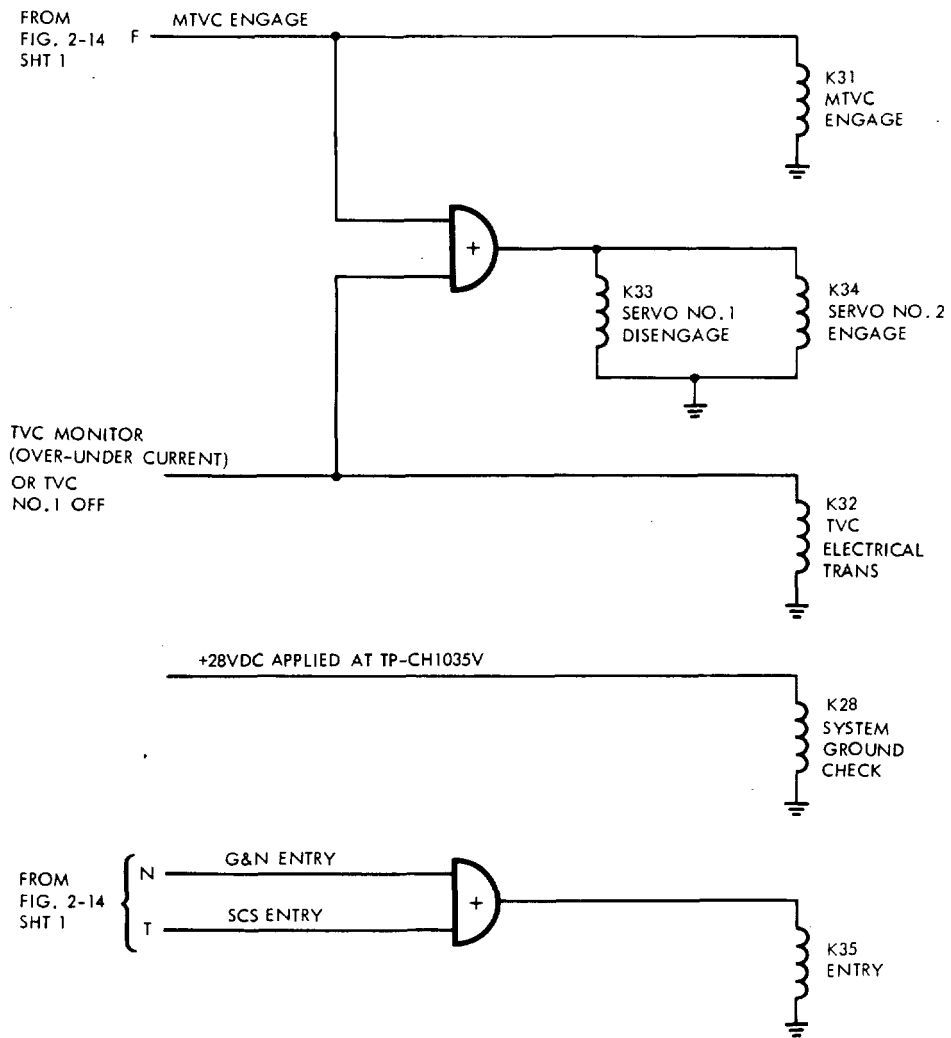 FROM
FIG. 2-14
SHT 1
F
MTVC ENGAGE
K31
MTVC
ENGAGE
+
K33
SERVO NO.1
DISENGAGE
K34
SERVO NO.2
ENGAGE
TVC MONITOR
(OVER-UNDER CURRENT)
OR TVC
NO.1 OFF
K32
TVC
ELECTRICAL
TRANS
+28VDC APPLIED AT TP-CH1035V
K28
SYSTEM
GROUND
CHECK
FROM
FIG. 2-14
SHT 1
N
G&N ENTRY
T
SCS ENTRY
+
K35
ENTRY